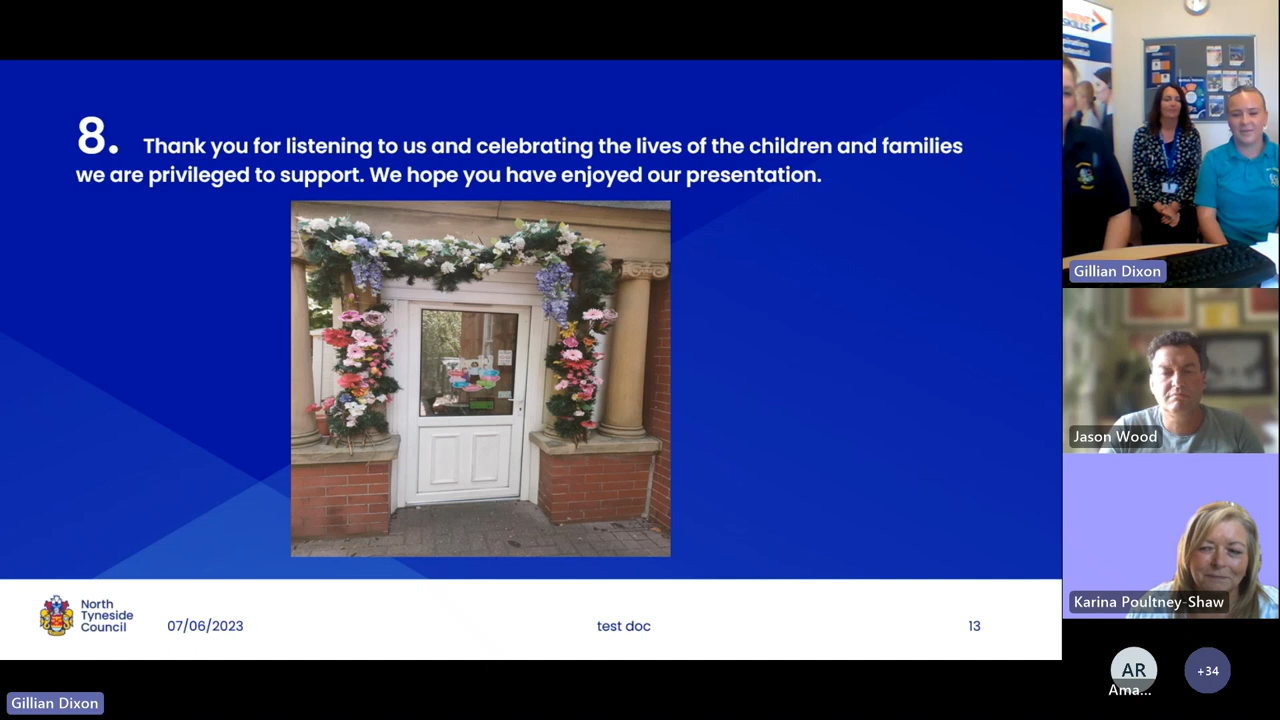 8. Thank you for listening to us and celebrating the lives of the children and families
we are privileged to support. We hope you have enjoyed our presentation.
North
Tyneside
Council
07/06/2023
test doc
13
SKILLS
Gillian Dixon
Jason Wood
Karina Poultney-Shaw
AR
Ama...
+34
Gillian Dixon